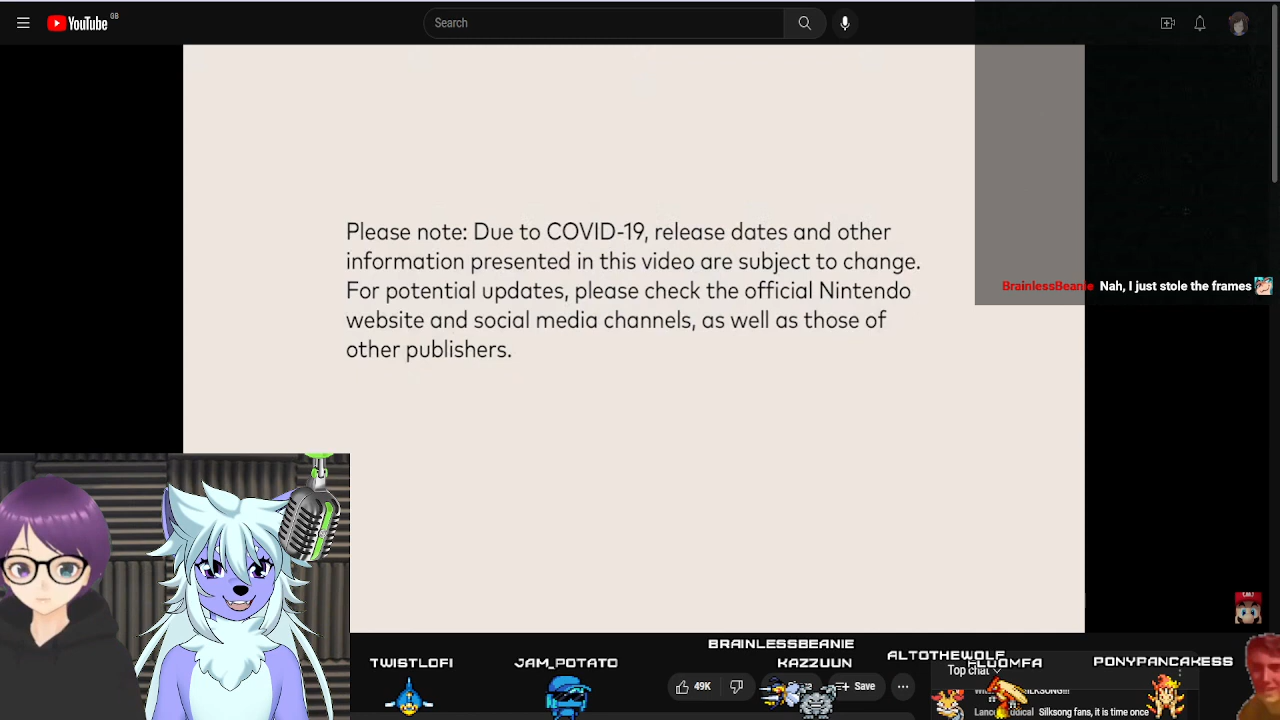 YouTube GB
Search
Please note: Due to COVID-19, release dates and other
information presented in this video are subject to change.
For potential updates, please check the official Nintendo
website and social media channels, as well as those of
other publishers.
BrainlessBeanie Nah, I just stole the frames
BRAINLESSBEANIE
TWISTLOFI
JAM_POTATO
KAZZUUN
ALTOTHEWOLF
FLUOMFA
PONYPANCAKESS
Top chat
49K
Save
SILKSONG!!!
Silksong fans, it is time once